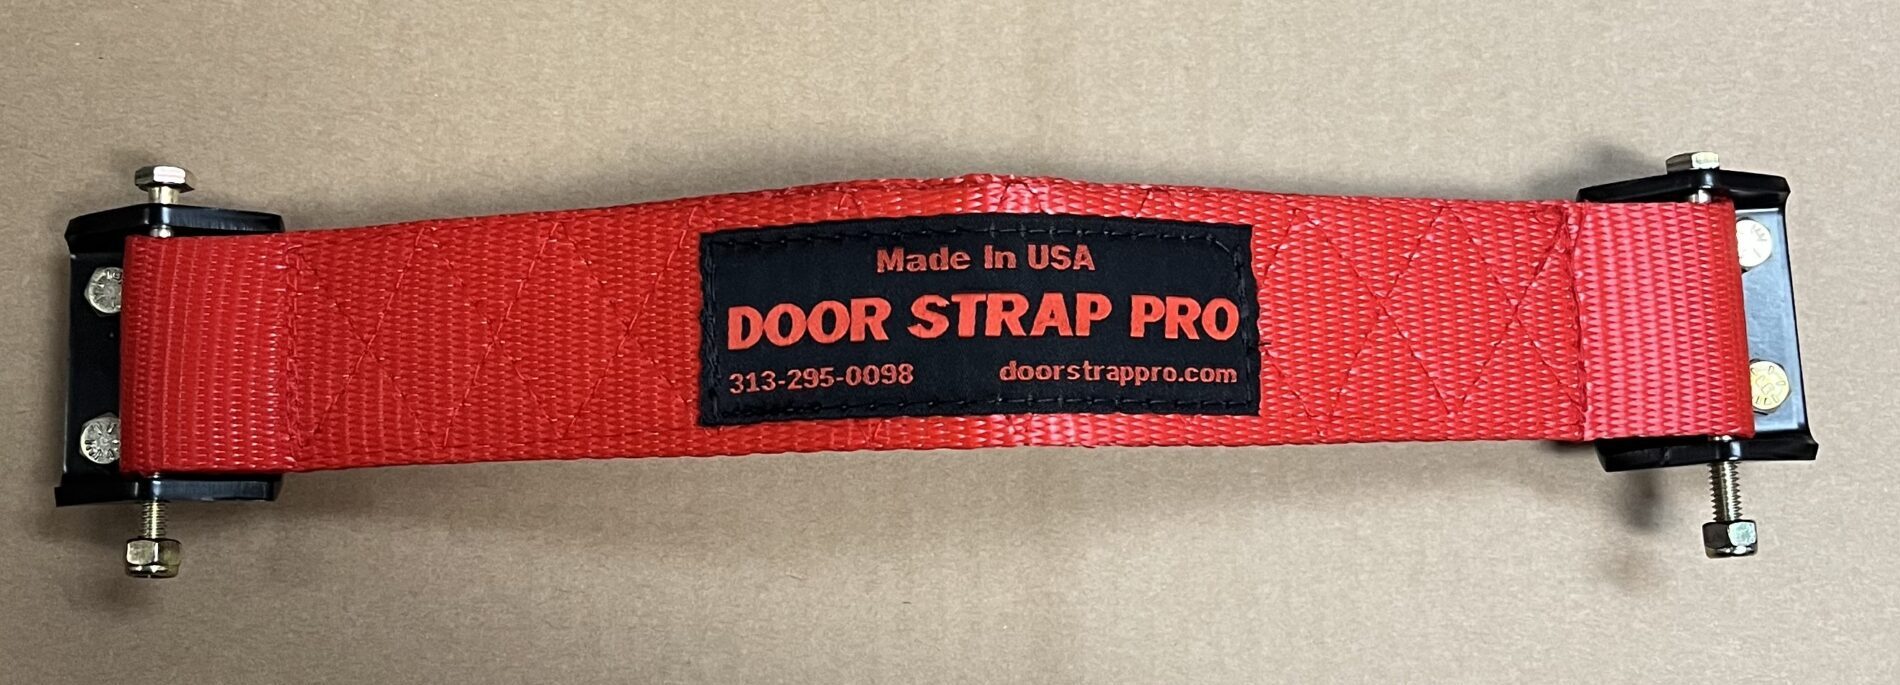 Made In USA
DOOR STRAP PRO
313-295-0098 doorstrappro.com